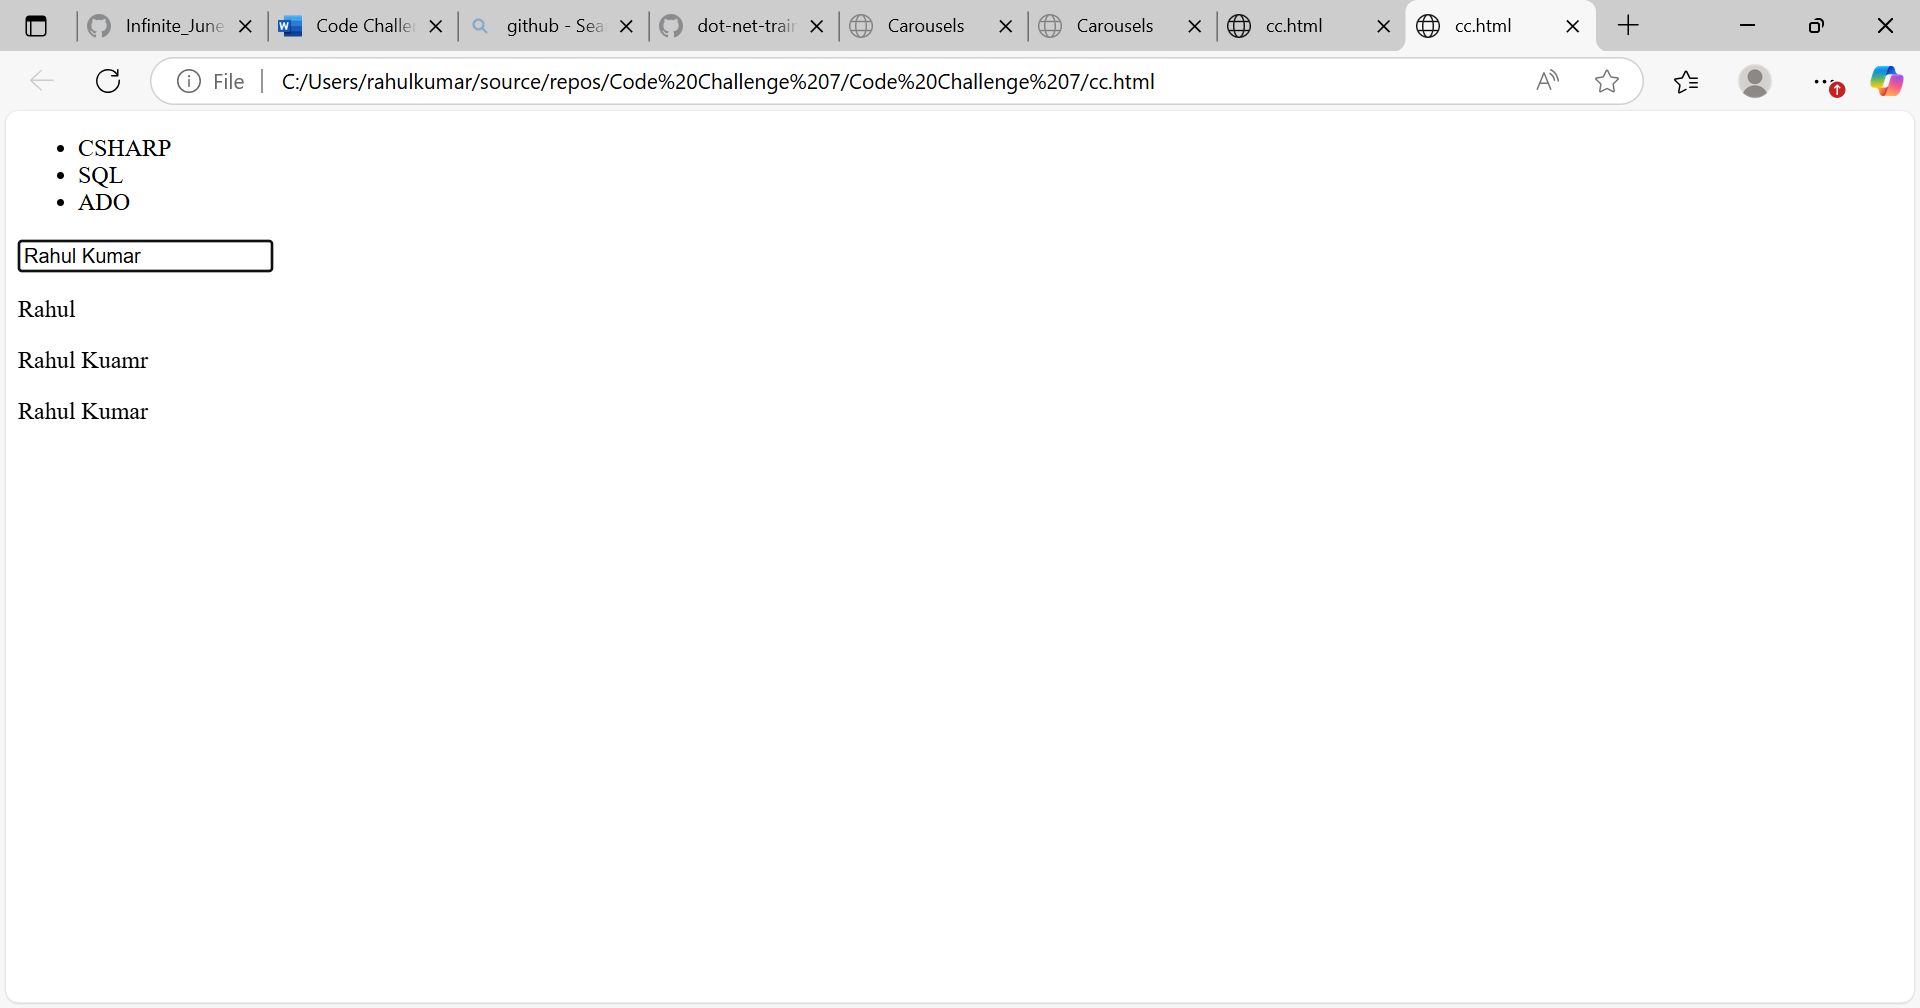 Infinite_June
Code Challe
github - Sea
dot-net-train
Carousels
Carousels
cc.html
cc.html
File
C:/Users/rahulkumar/source/repos/Code%20Challenge%207/Code%20Challenge%207/cc.html
CSHARP
SQL
ADO
Rahul Kumar
Rahul
Rahul Kuamr
Rahul Kumar